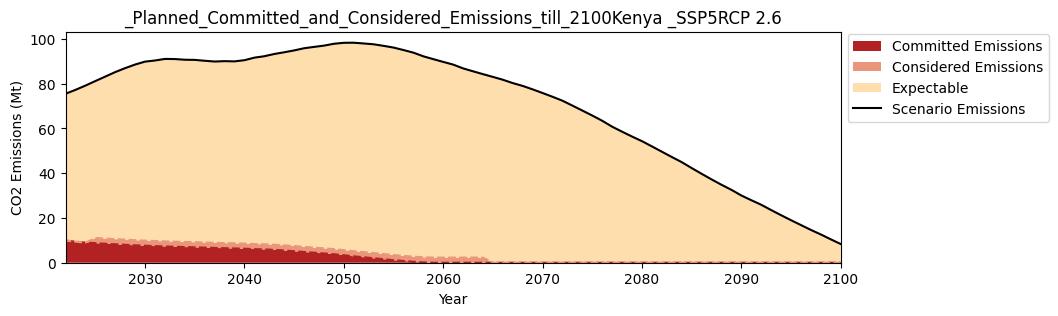 _Planned_Committed_and_Considered_Emissions_till_2100Kenya _SSP5RCP 2.6
100
80
60
40
20
0
CO2 Emissions (Mt)
2030 2040 2050 2060 2070 2080 2090 2100
Year
Committed Emissions
Considered Emissions
Expectable
Scenario Emissions